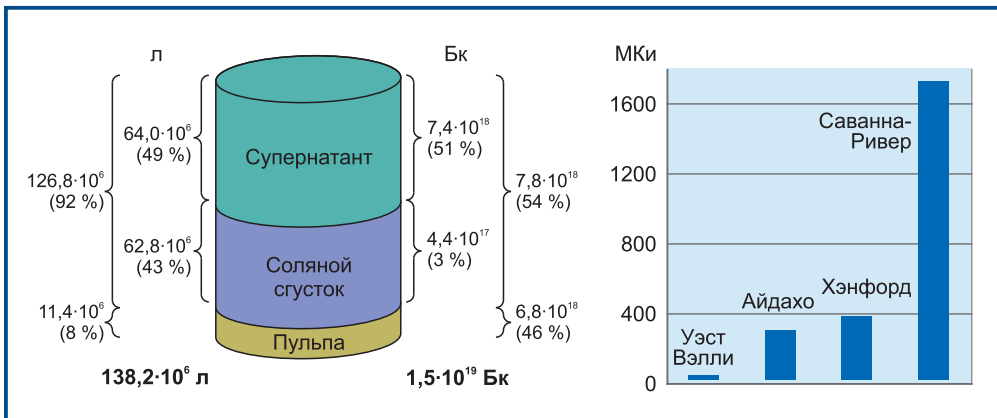 л
Бк
64,0·10⁶
(49 %)
126,8·10⁶
(92 %)
62,8·10⁶
(43 %)
11,4·10⁶
(8 %)
Супернатант
Соляной
сгусток
Пульпа
7,4·10¹⁸
(51 %)
7,8·10¹⁸
(54 %)
4,4·10¹⁷
(3 %)
6,8·10¹⁸
(46 %)
138,2·10⁶ л
1,5·10¹⁹ Бк
МКи
1600
1200
800
400
0
Уэст
Вэлли
Айдахо
Хэнфорд
Саванна-
Ривер